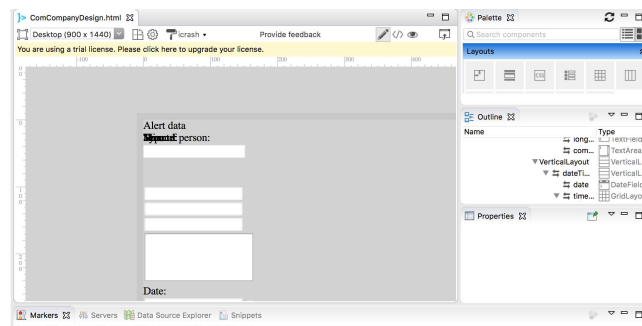 ComCompanyDesign.html
Palette
Desktop (900 x 1440)
icrash
Provide feedback
Search components
You are using a trial license. Please click here to upgrade your license.
Layouts
-100
0
100
200
300
400
CSS
Outline
Name
Type
long... TextField
com... TextArea
VerticalLayout VerticalL
dateTi... VerticalL
date DateField
time... GridLayo
Properties
Alert data
person:
Date:
Markers
Servers
Data Source Explorer
Snippets